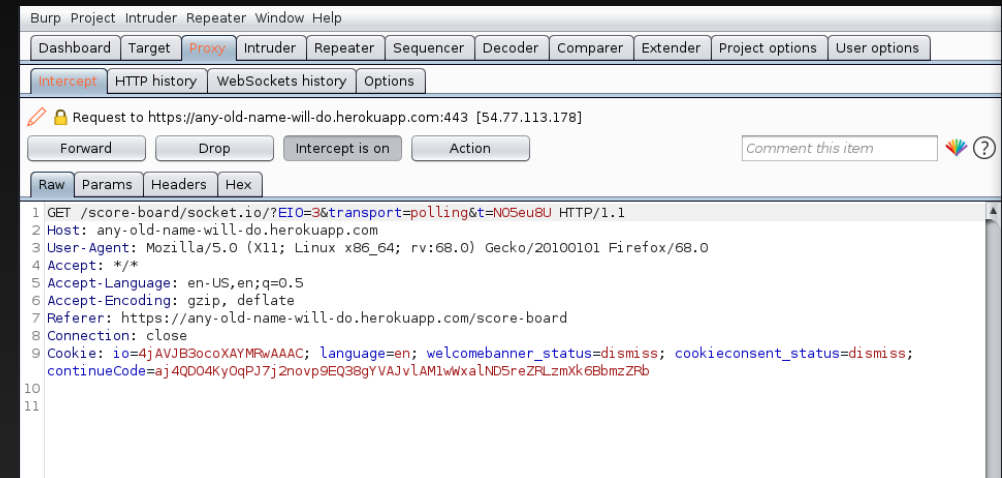 Burp Project Intruder Repeater Window Help
Dashboard Target Proxy Intruder Repeater Sequencer Decoder Comparer Extender Project options User options
Intercept HTTP history WebSockets history Options
Request to https://any-old-name-will-do.herokuapp.com:443 [54.77.113.178]
Forward Drop Intercept is on Action Comment this item ?
Raw Params Headers Hex
1 GET /score-board/socket.io/?EIO=3&transport=polling&t=NO5eu8U HTTP/1.1
2 Host: any-old-name-will-do.herokuapp.com
3 User-Agent: Mozilla/5.0 (X11; Linux x86_64; rv:68.0) Gecko/20100101 Firefox/68.0
4 Accept: */*
5 Accept-Language: en-US,en;q=0.5
6 Accept-Encoding: gzip, deflate
7 Referer: https://any-old-name-will-do.herokuapp.com/score-board
8 Connection: close
9 Cookie: io=4jAVJB3ocoXAYMRwAAAC; language=en; welcomebanner_status=dismiss; cookieconsent_status=dismiss;
continueCode=aj4QDO4KyOqPJ7j2novp9EQ38gYVAJvlAM1wWxalND5reZRLzmXk6BbmzZRb
10
11